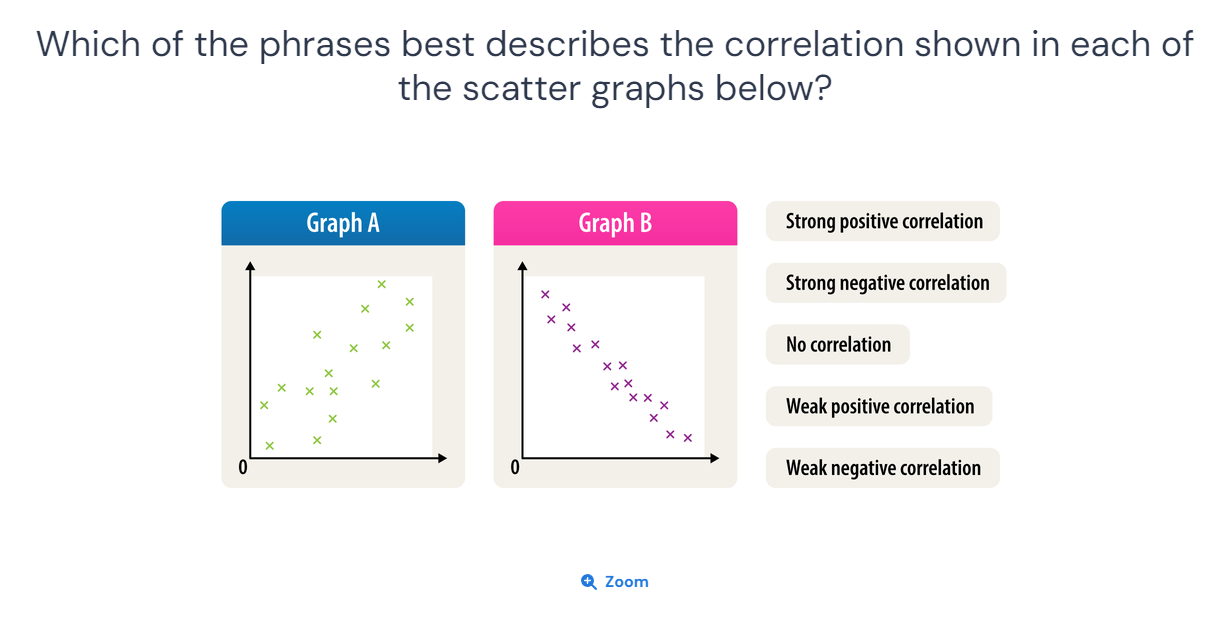 Which of the phrases best describes the correlation shown in each of
the scatter graphs below?
Graph A
0
Graph B
0
Strong positive correlation
Strong negative correlation
No correlation
Weak positive correlation
Weak negative correlation
Zoom